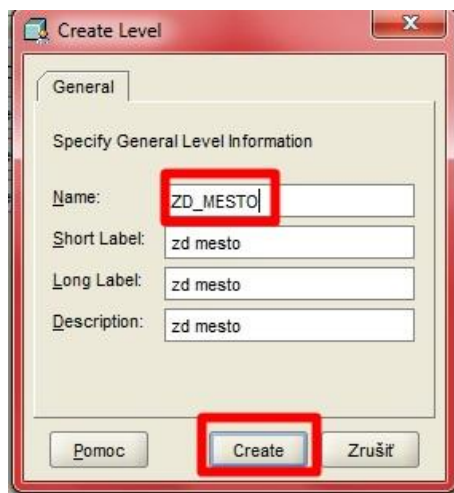 Create Level
General
Specify General Level Information
Name: ZD_MESTO
Short Label: zd mesto
Long Label: zd mesto
Description: zd mesto
Pomoc Create Zrušiť